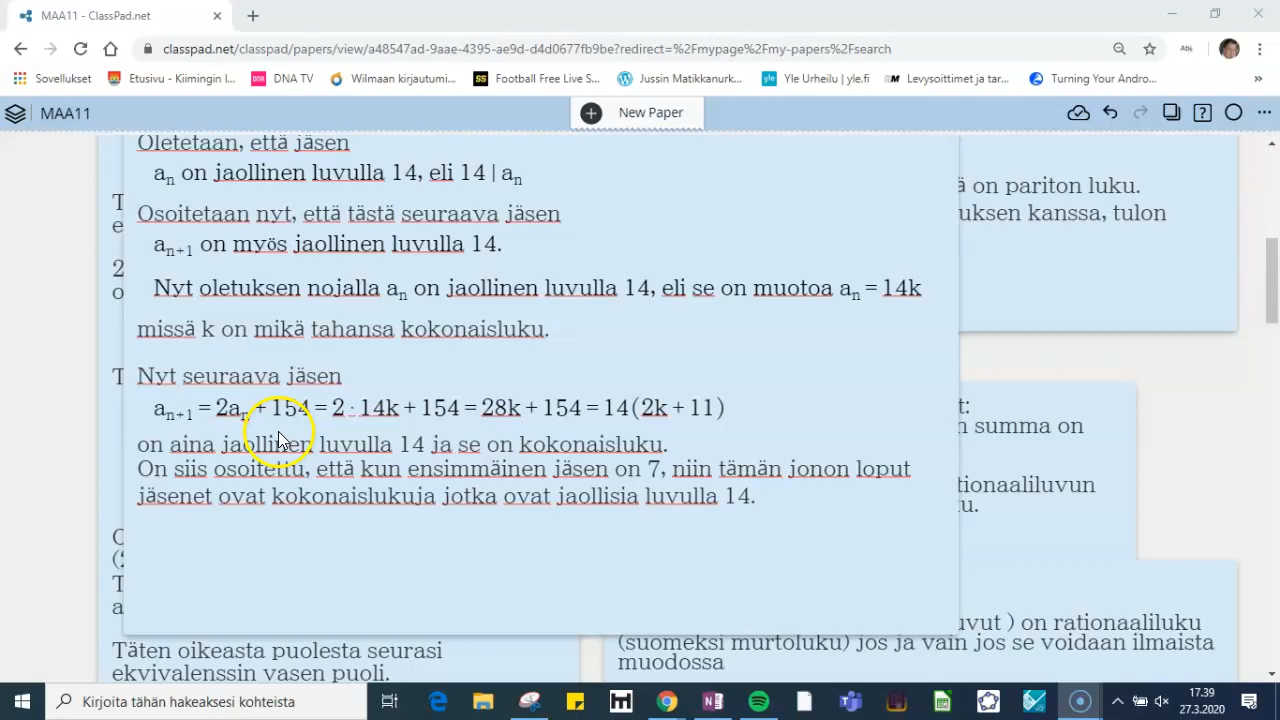 MAA11 - ClassPad.net
classpad.net/classpad/papers/view/a48547ad-9aae-4395-ae9d-d4d0677fb9be?redirect=%2Fmypage%2Fmy-papers%2Fsearch
Sovellukset
Etusivu – Kiimingin l...
DNA TV
Wilmaan kirjautumi...
Football Free Live S...
Jussin Matikkanurk...
Yle Urheilu | yle.fi
Levysoittimet ja tar...
Turning Your Andro...
MAA11
New Paper
Oletetaan, että jäsen
aₙ on jaollinen luvulla 14, eli 14 | aₙ
Osoitetaan nyt, että tästä seuraava jäsen
aₙ₊₁ on myös jaollinen luvulla 14.
Nyt oletuksen nojalla aₙ on jaollinen luvulla 14, eli se on muotoa aₙ = 14k
missä k on mikä tahansa kokonaisluku.
Nyt seuraava jäsen
aₙ₊₁ = 2aₙ + 154 = 2 · 14k + 154 = 28k + 154 = 14(2k + 11)
on aina jaollinen luvulla 14 ja se on kokonaisluku.
On siis osoitettu, että kun ensimmäinen jäsen on 7, niin tämän jonon loput
jäsenet ovat kokonaislukuja jotka ovat jaollisia luvulla 14.
on pariton luku.
uksen kanssa, tulon
n summa on
tionaaliluvun
Täten oikeasta puolesta seurasi
ekvivalenssin vasen puoli.
) on rationaaliluku
(suomeksi murtoluku) jos ja vain jos se voidaan ilmaista
muodossa
Kirjoita tähän hakeaksesi kohteista
17.39
27.3.2020